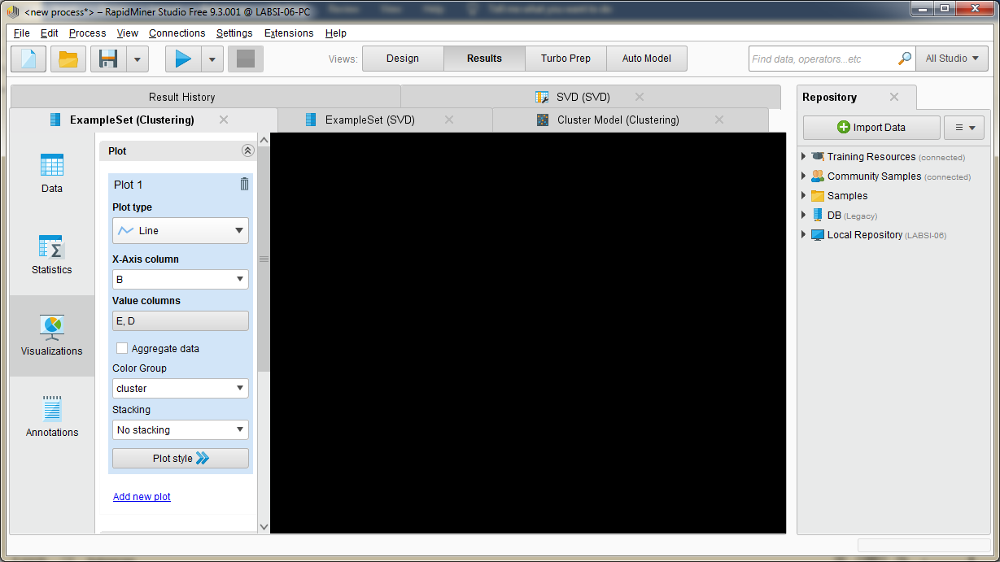 <new process*> – RapidMiner Studio Free 9.3.001 @ LABSI-06-PC
File Edit Process View Connections Settings Extensions Help
Views: Design Results Turbo Prep Auto Model Find data, operators...etc All Studio
Result History SVD (SVD) Repository
ExampleSet (Clustering) ExampleSet (SVD) Cluster Model (Clustering)
Import Data
Data
Statistics
Visualizations
Annotations
Plot
Plot 1
Plot type
Line
X-Axis column
B
Value columns
E, D
Aggregate data
Color Group
cluster
Stacking
No stacking
Plot style
Add new plot
Training Resources (connected)
Community Samples (connected)
Samples
DB (Legacy)
Local Repository (LABSI-06)